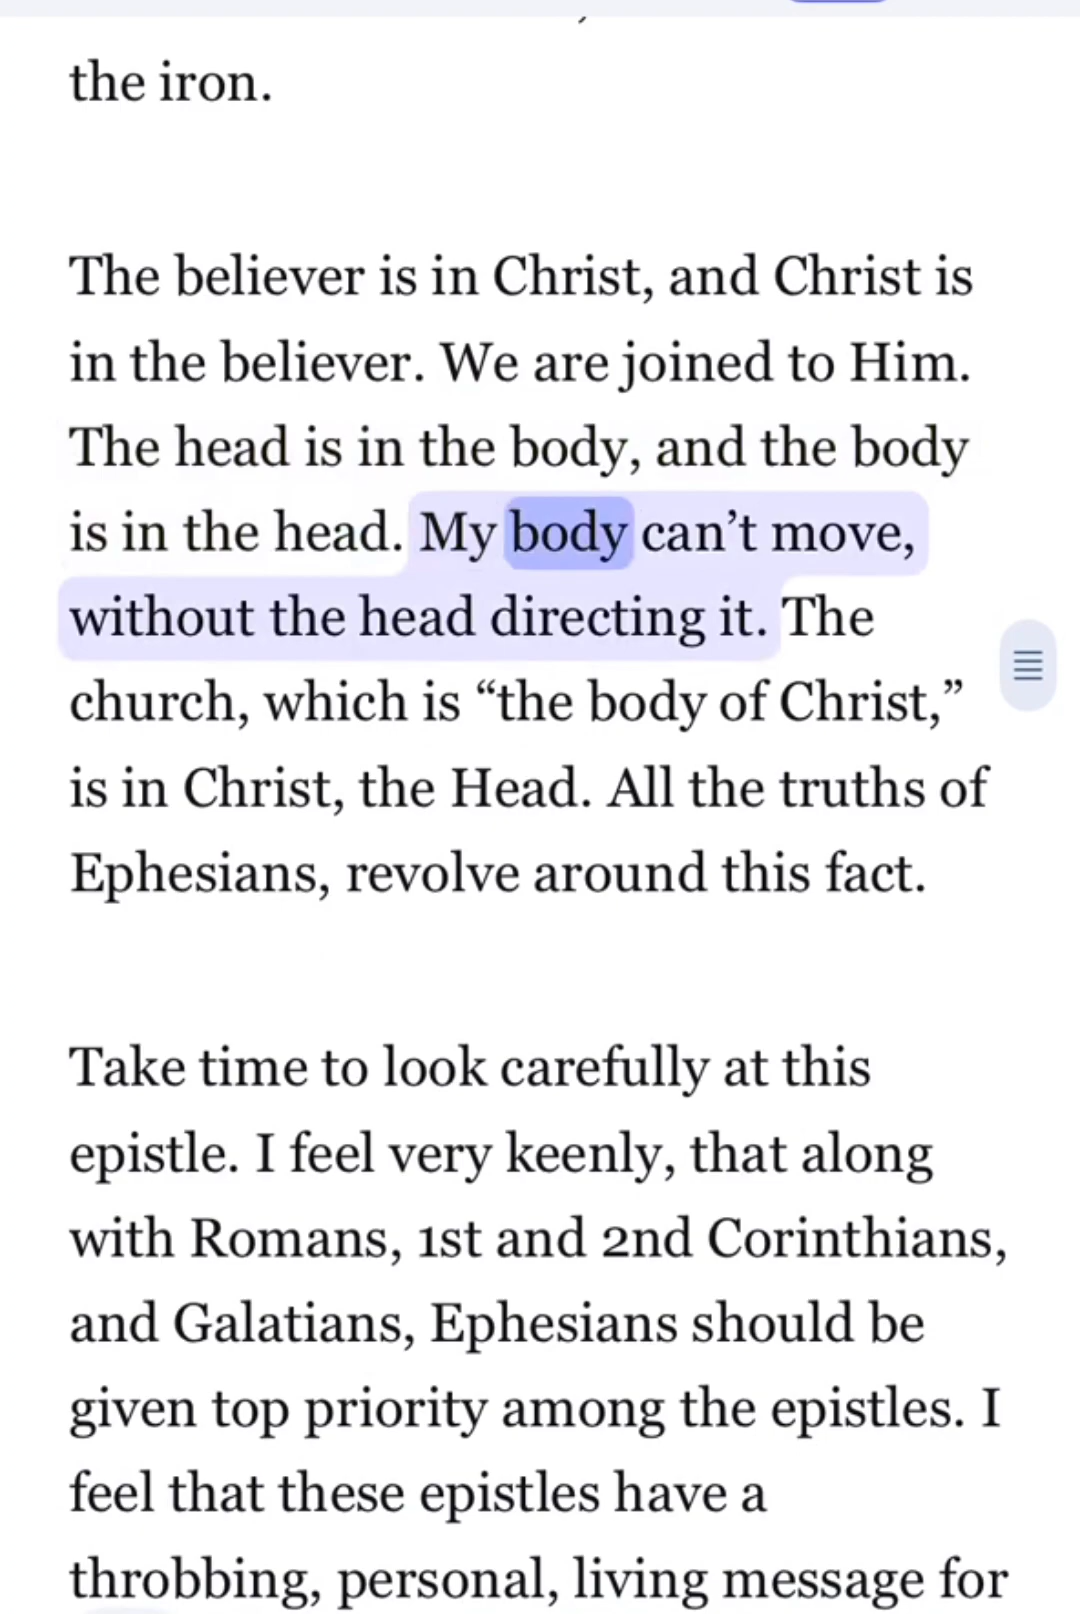 the iron.
The believer is in Christ, and Christ is
in the believer. We are joined to Him.
The head is in the body, and the body
is in the head. My body can’t move,
without the head directing it. The
church, which is “the body of Christ,”
is in Christ, the Head. All the truths of
Ephesians, revolve around this fact.
Take time to look carefully at this
epistle. I feel very keenly, that along
with Romans, 1st and 2nd Corinthians,
and Galatians, Ephesians should be
given top priority among the epistles. I
feel that these epistles have a
throbbing, personal, living message for